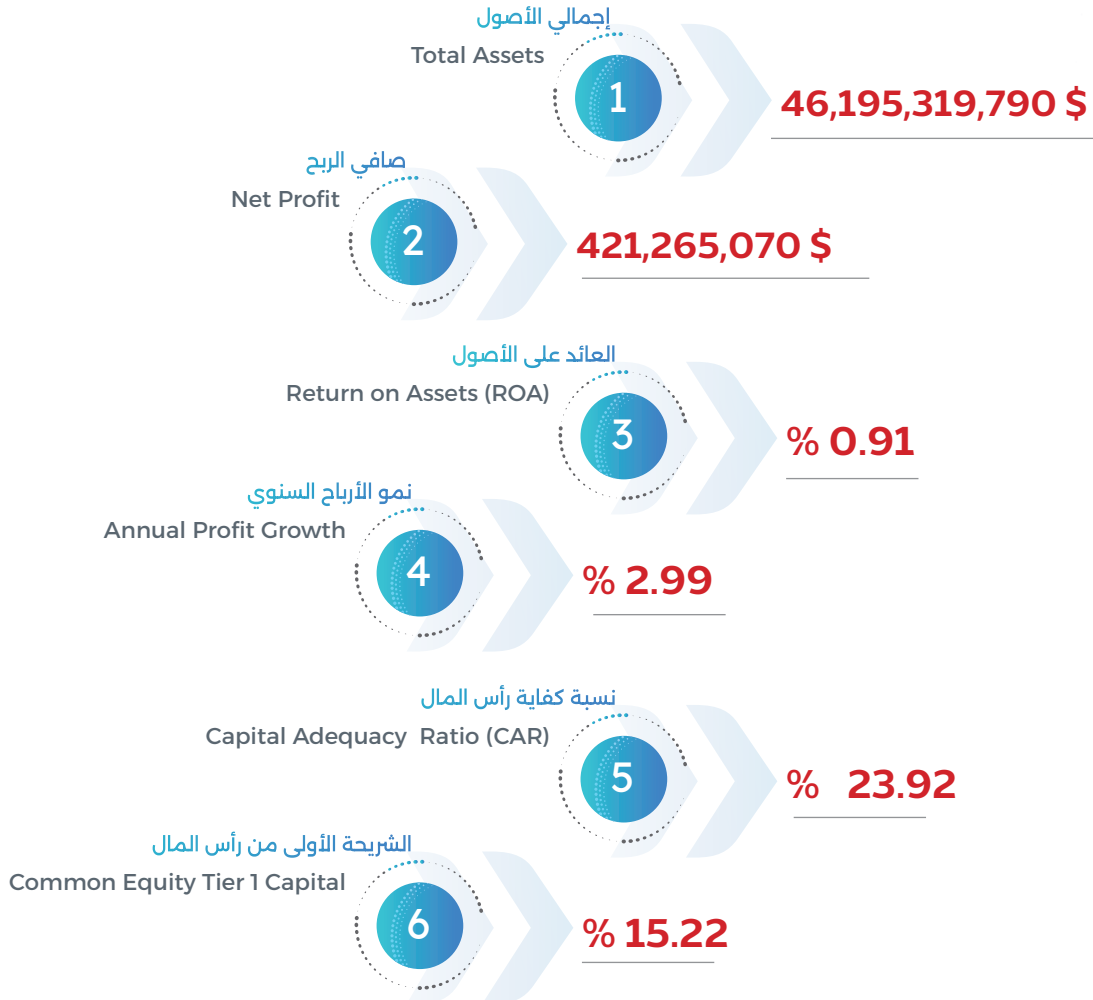 إجمالي الأصول
Total Assets
1
46,195,319,790 $
صافي الربح
Net Profit
2
421,265,070 $
العائد على الأصول
Return on Assets (ROA)
3
% 0.91
نمو الأرباح السنوي
Annual Profit Growth
4
% 2.99
نسبة كفاية رأس المال
Capital Adequacy Ratio (CAR)
5
% 23.92
الشريحة الأولى من رأس المال
Common Equity Tier 1 Capital
6
% 15.22